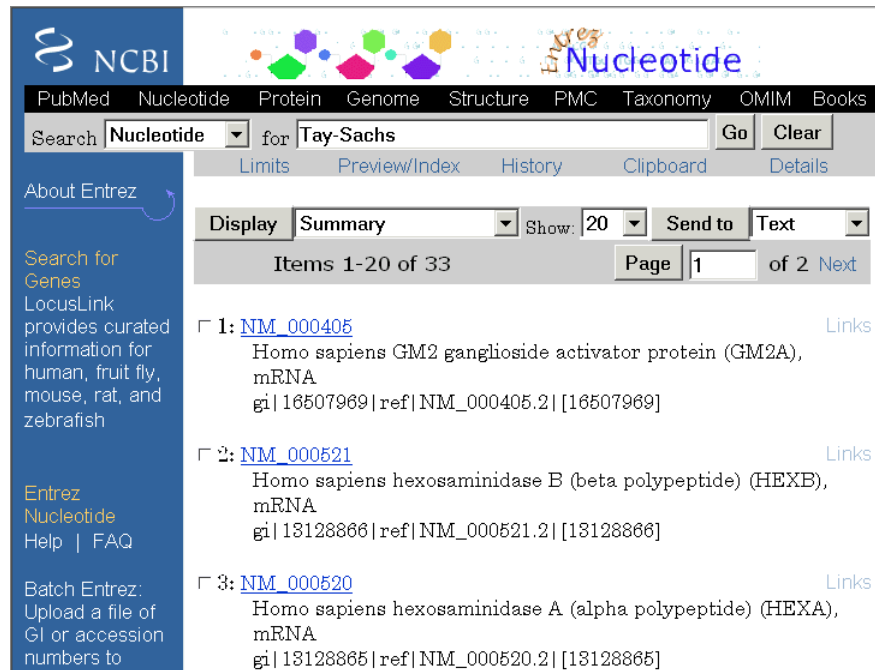 NCBI
Entrez Nucleotide
PubMed Nucleotide Protein Genome Structure PMC Taxonomy OMIM Books
Search Nucleotide for Tay-Sachs Go Clear
Limits Preview/Index History Clipboard Details
About Entrez
Display Summary Show: 20 Send to Text
Items 1-20 of 33 Page 1 of 2 Next
Search for
Genes
LocusLink
provides curated
information for
human, fruit fly,
mouse, rat, and
zebrafish
Entrez
Nucleotide
Help | FAQ
Batch Entrez:
Upload a file of
GI or accession
numbers to
1: NM_000405 Links
Homo sapiens GM2 ganglioside activator protein (GM2A),
mRNA
gi|16507969|ref|NM_000405.2|[16507969]
2: NM_000521 Links
Homo sapiens hexosaminidase B (beta polypeptide) (HEXB),
mRNA
gi|13128866|ref|NM_000521.2|[13128866]
3: NM_000520 Links
Homo sapiens hexosaminidase A (alpha polypeptide) (HEXA),
mRNA
gi|13128865|ref|NM_000520.2|[13128865]